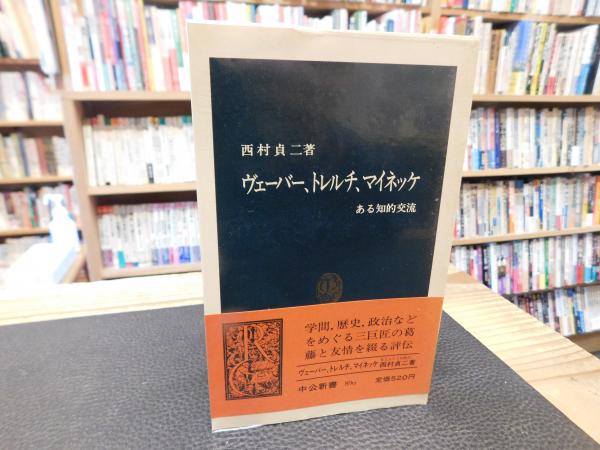 西村貞二著
ヴェーバー、トレルチ、マイネッケ
ある知的交流
学問，歴史，政治など
をめぐる三巨匠の葛
藤と友情を綴る評伝
ヴェーバー、トレルチ、マイネッケ 西村貞二著
中公新書 定価520円